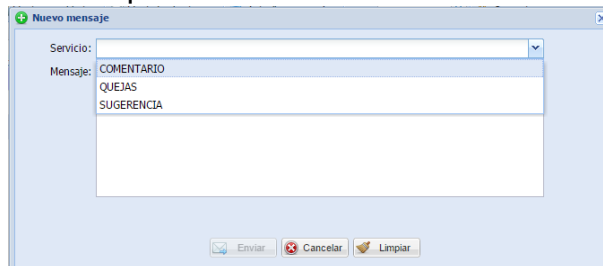 Nuevo mensaje
Servicio:
Mensaje:
COMENTARIO
QUEJAS
SUGERENCIA
Enviar Cancelar Limpiar